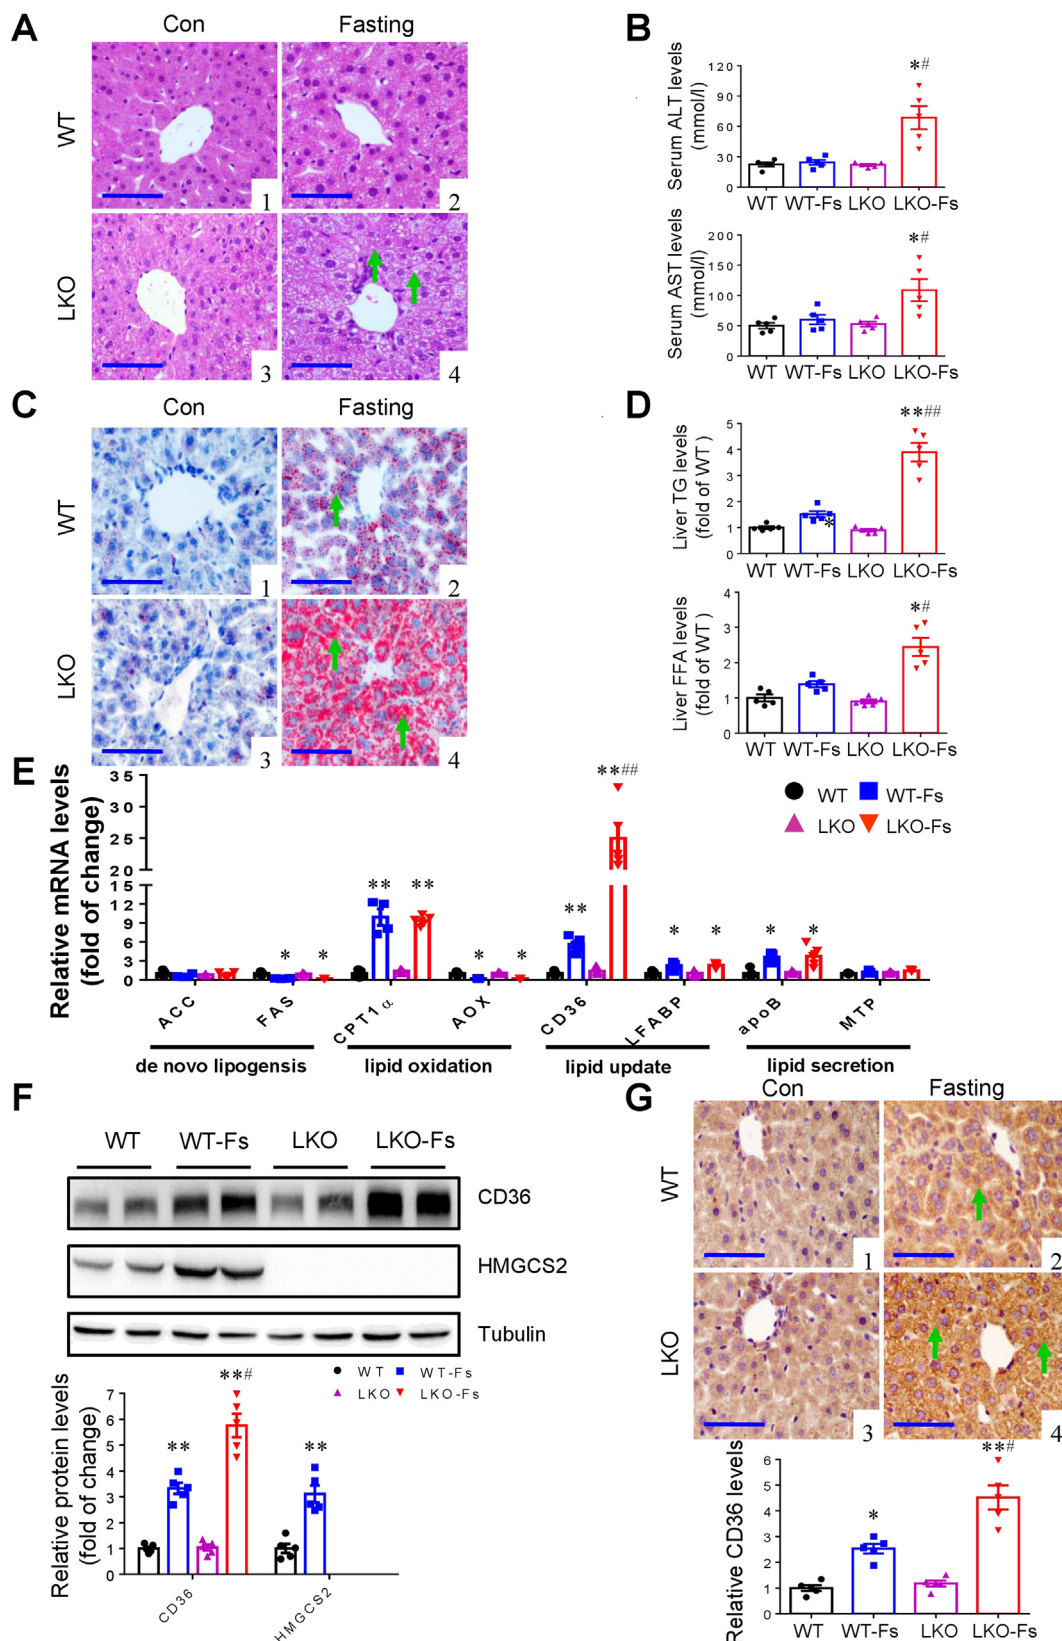 A
Con
Fasting
WT
LKO
1
2
3
4
B
Serum ALT levels
(mmol/l)
120
90
60
30
0
*#
WT WT-Fs LKO LKO-Fs
Serum AST levels
(mmol/l)
200
150
100
50
0
*#
WT WT-Fs LKO LKO-Fs
C
Con
Fasting
WT
LKO
1
2
3
4
D
Liver TG levels
(fold of WT)
5
4
3
2
1
0
*
**##
WT WT-Fs LKO LKO-Fs
Liver FFA levels
(fold of WT)
4
3
2
1
0
*#
WT WT-Fs LKO LKO-Fs
WT WT-Fs
LKO LKO-Fs
E
Relative mRNA levels
(fold of change)
35
30
25
20
15
12
9
6
3
0
* * ** ** * * ** **## * * * *
ACC FAS CPT1α AOX CD36 LFABP apoB MTP
de novo lipogensis lipid oxidation lipid update lipid secretion
F
WT WT-Fs LKO LKO-Fs
CD36
HMGCS2
Tubulin
WT WT-Fs
LKO LKO-Fs
Relative protein levels
(fold of change)
7
6
5
4
3
2
1
0
** **# **
CD36 HMGCS2
G
Con
Fasting
WT
LKO
1
2
3
4
Relative CD36 levels
6
5
4
3
2
1
0
* **#
WT WT-Fs LKO LKO-Fs